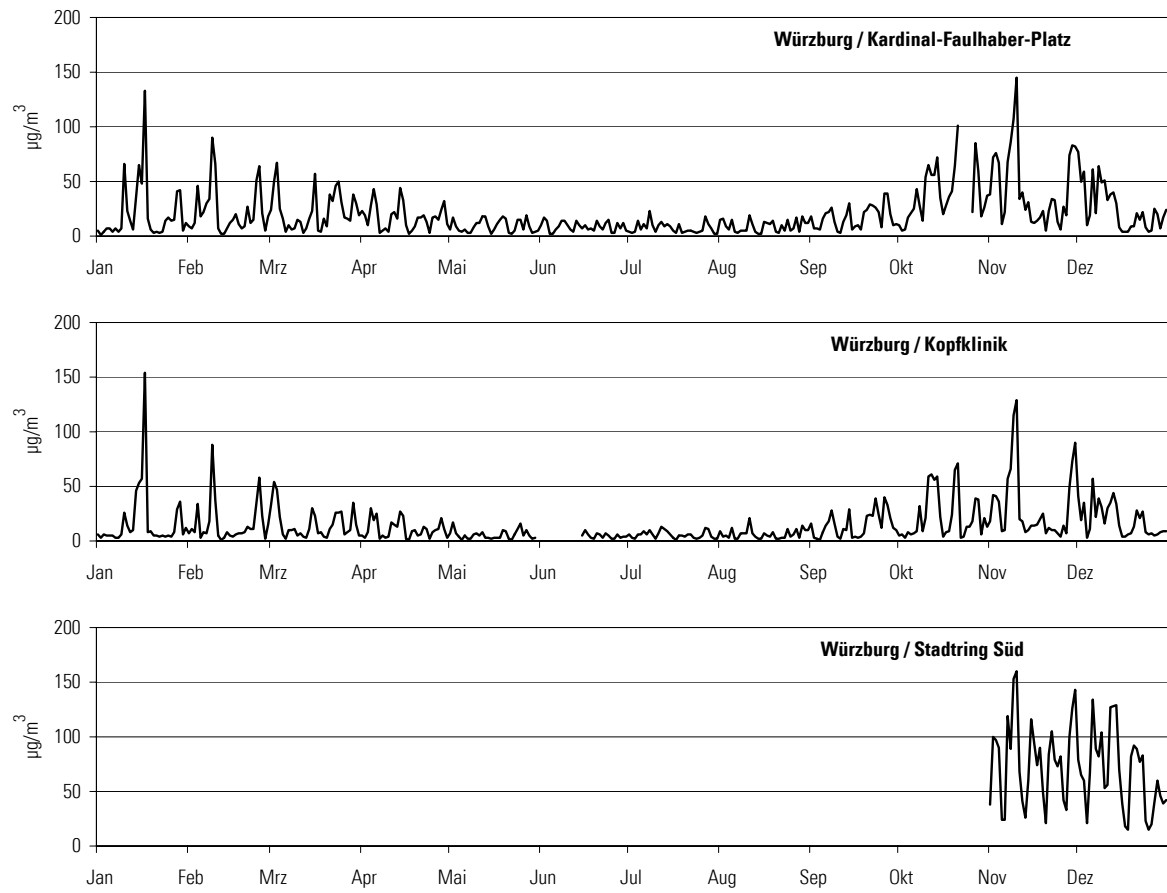 200
Würzburg / Kardinal-Faulhaber-Platz
150
100
50
0
µg/m³
Jan Feb Mrz Apr Mai Jun Jul Aug Sep Okt Nov Dez
200
Würzburg / Kopfklinik
150
100
50
0
µg/m³
Jan Feb Mrz Apr Mai Jun Jul Aug Sep Okt Nov Dez
200
Würzburg / Stadtring Süd
150
100
50
0
µg/m³
Jan Feb Mrz Apr Mai Jun Jul Aug Sep Okt Nov Dez